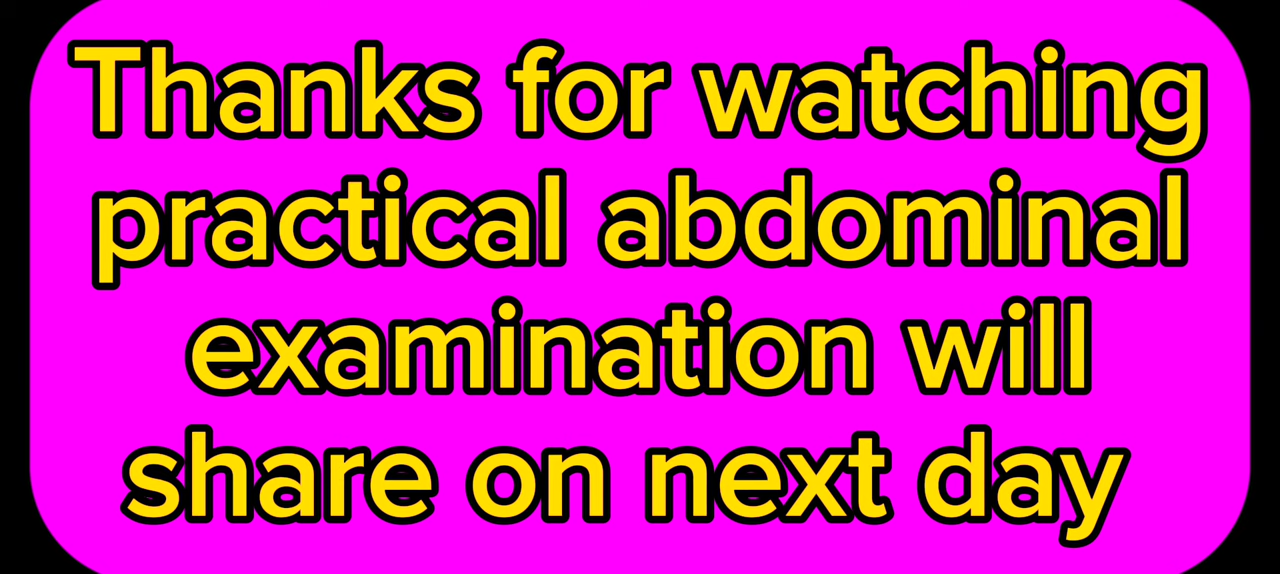 Thanks for watching
practical abdominal
examination will
share on next day